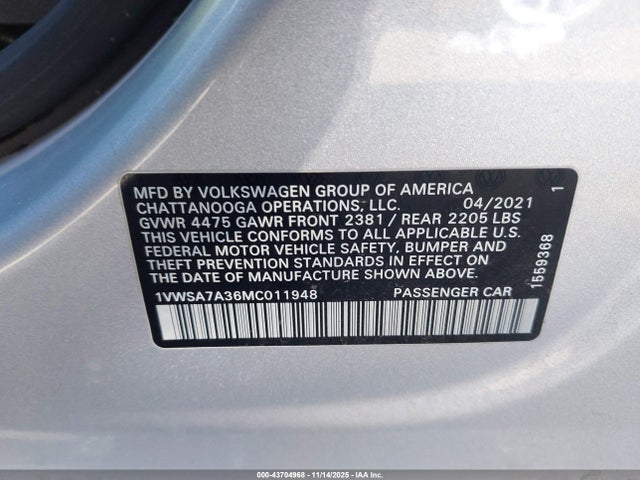 MFD BY VOLKSWAGEN GROUP OF AMERICA
CHATTANOOGA OPERATIONS, LLC. 04/2021
GVWR 4475 GAWR FRONT 2381 / REAR 2205 LBS
THIS VEHICLE CONFORMS TO ALL APPLICABLE U.S.
FEDERAL MOTOR VEHICLE SAFETY, BUMPER AND
THEFT PREVENTION STANDARDS IN EFFECT ON
THE DATE OF MANUFACTURE SHOWN ABOVE.
1VWSA7A36MC011948 PASSENGER CAR
1559368 1
000-43704968 | 11/14/2025 | IAA Inc.